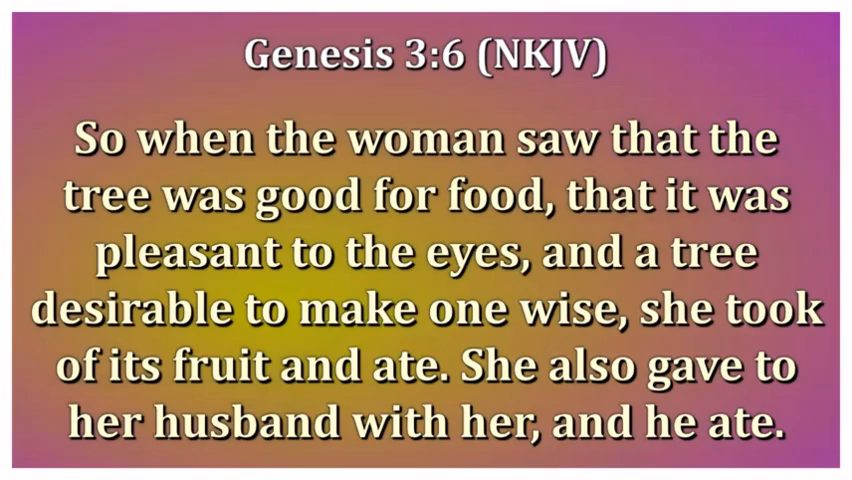 Genesis 3:6 (NKJV)
So when the woman saw that the
tree was good for food, that it was
pleasant to the eyes, and a tree
desirable to make one wise, she took
of its fruit and ate. She also gave to
her husband with her, and he ate.